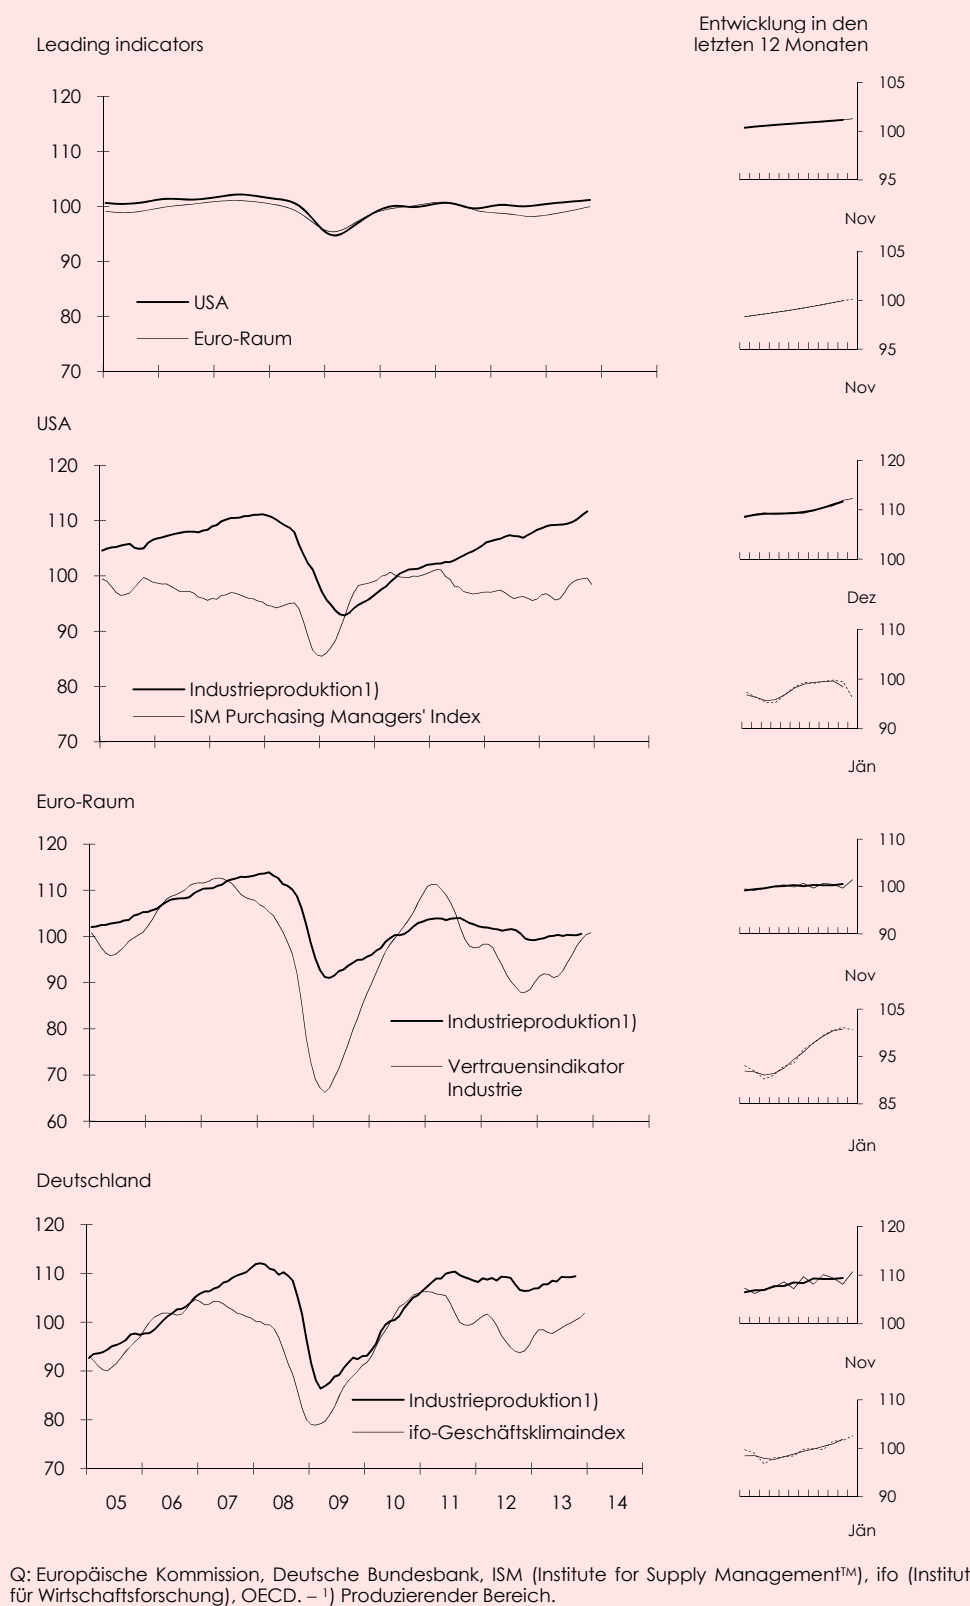 Leading indicators
Entwicklung in den
letzten 12 Monaten
120
110
100
90
80
70
USA
Euro-Raum
105
100
95
Nov
105
100
95
Nov
USA
120
110
100
90
80
70
Industrieproduktion1)
ISM Purchasing Managers' Index
120
110
100
Dez
110
100
90
Jän
Euro-Raum
120
110
100
90
80
70
60
Industrieproduktion1)
Vertrauensindikator
Industrie
110
100
90
Nov
105
95
85
Jän
Deutschland
120
110
100
90
80
70
Industrieproduktion1)
ifo-Geschäftsklimaindex
05 06 07 08 09 10 11 12 13 14
120
110
100
Nov
110
100
90
Jän
Q: Europäische Kommission, Deutsche Bundesbank, ISM (Institute for Supply Management™), ifo (Institut
für Wirtschaftsforschung), OECD. – ¹) Produzierender Bereich.